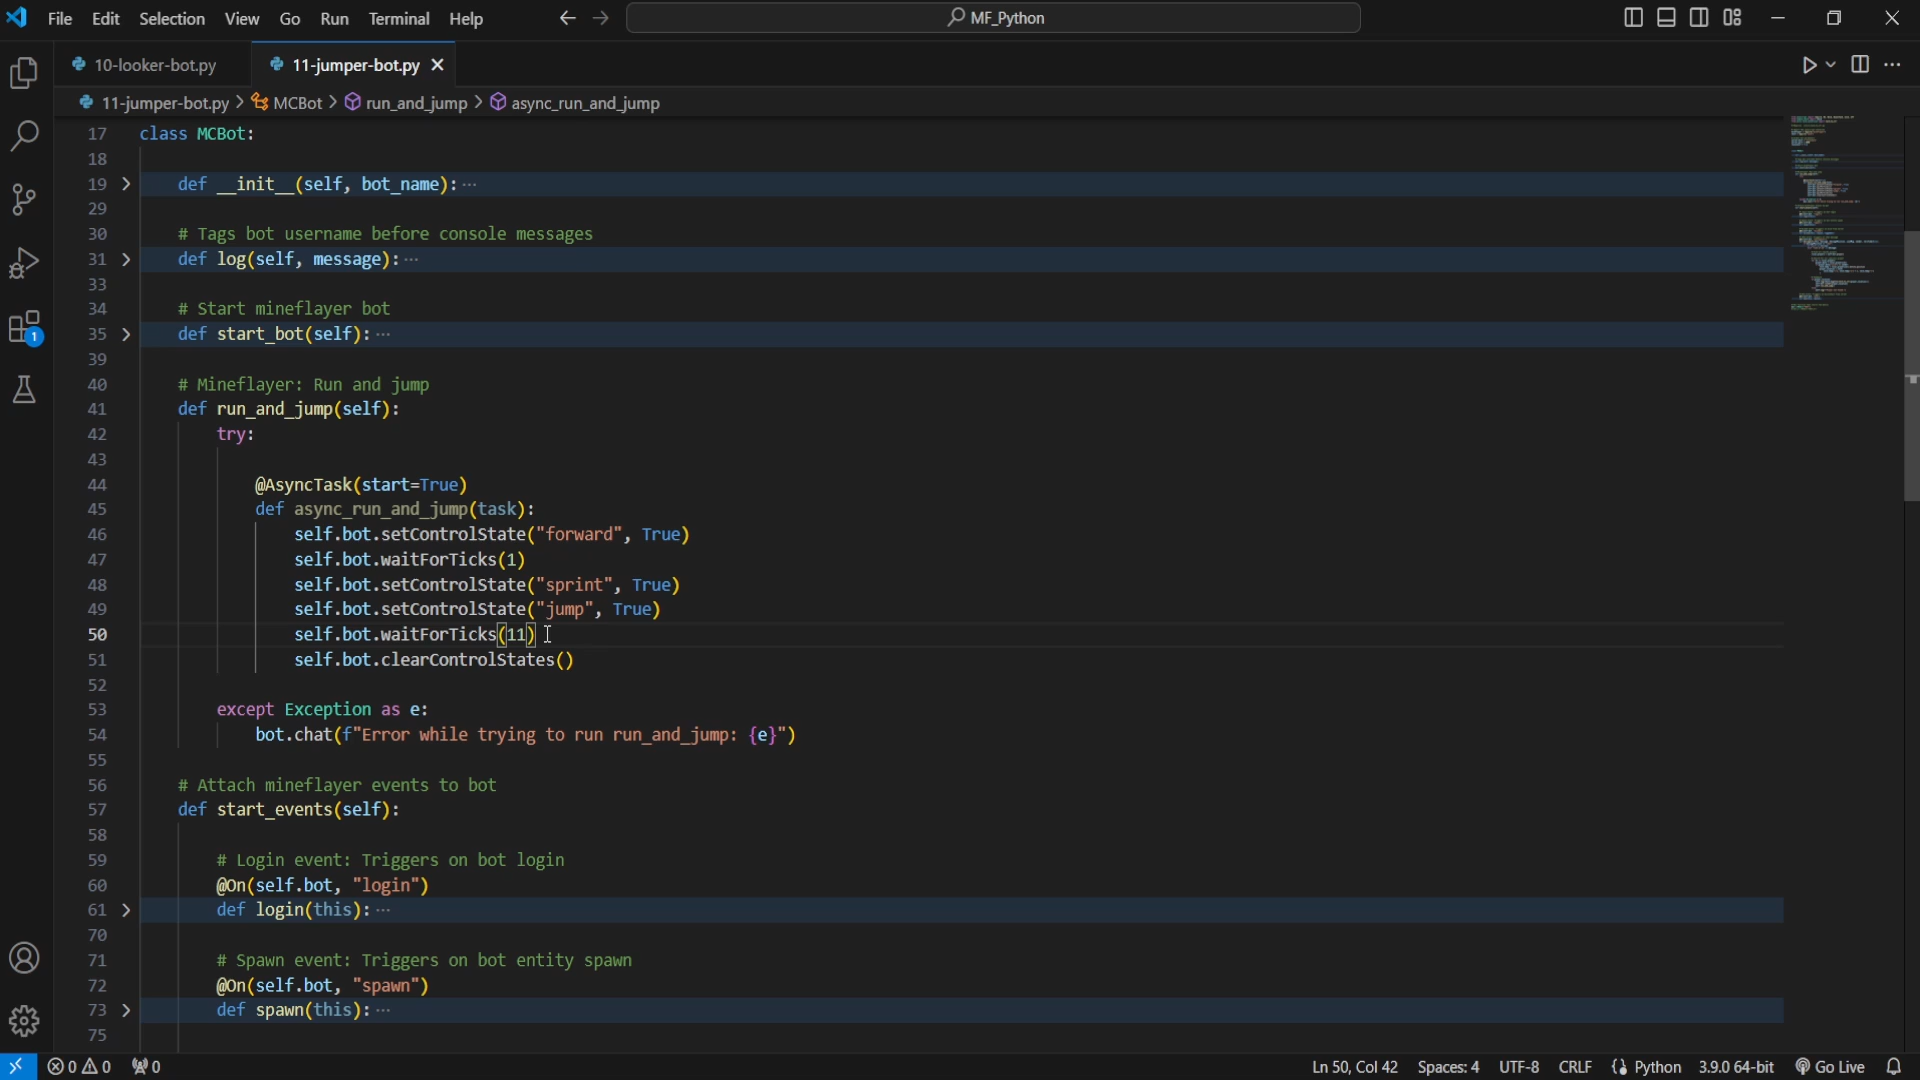 File Edit Selection View Go Run Terminal Help MF_Python
10-looker-bot.py 11-jumper-bot.py
11-jumper-bot.py > MCBot > run_and_jump > async_run_and_jump
17 class MCBot:
18
19 def __init__(self, bot_name): ···
29
30 # Tags bot username before console messages
31 def log(self, message): ···
33
34 # Start mineflayer bot
35 def start_bot(self): ···
39
40 # Mineflayer: Run and jump
41 def run_and_jump(self):
42 try:
43
44 @AsyncTask(start=True)
45 def async_run_and_jump(task):
46 self.bot.setControlState("forward", True)
47 self.bot.waitForTicks(1)
48 self.bot.setControlState("sprint", True)
49 self.bot.setControlState("jump", True)
50 self.bot.waitForTicks(11)
51 self.bot.clearControlStates()
52
53 except Exception as e:
54 bot.chat(f"Error while trying to run run_and_jump: {e}")
55
56 # Attach mineflayer events to bot
57 def start_events(self):
58
59 # Login event: Triggers on bot login
60 @On(self.bot, "login")
61 def login(this): ···
70
71 # Spawn event: Triggers on bot entity spawn
72 @On(self.bot, "spawn")
73 def spawn(this): ···
75
1
0 0 0 Ln 50, Col 42 Spaces: 4 UTF-8 CRLF Python 3.9.0 64-bit Go Live